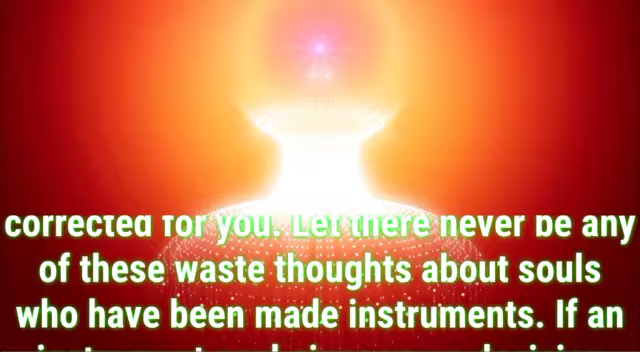 corrected for you. Let there never be any
of these waste thoughts about souls
who have been made instruments. If an